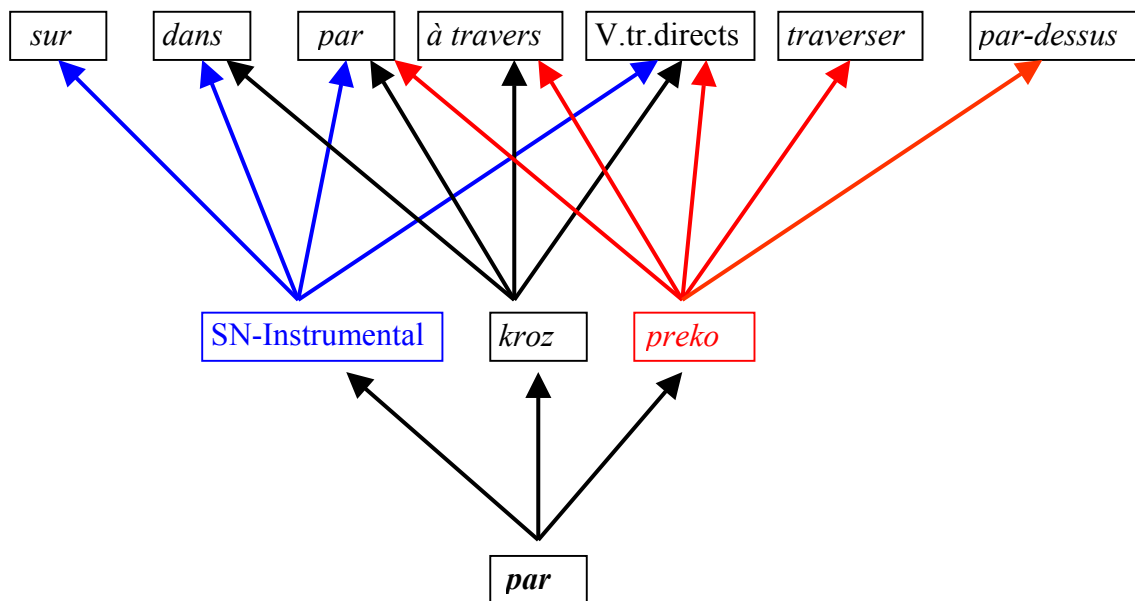 sur
dans
par
à travers
V.tr.directs
traverser
par-dessus
SN-Instrumental
kroz
preko
par